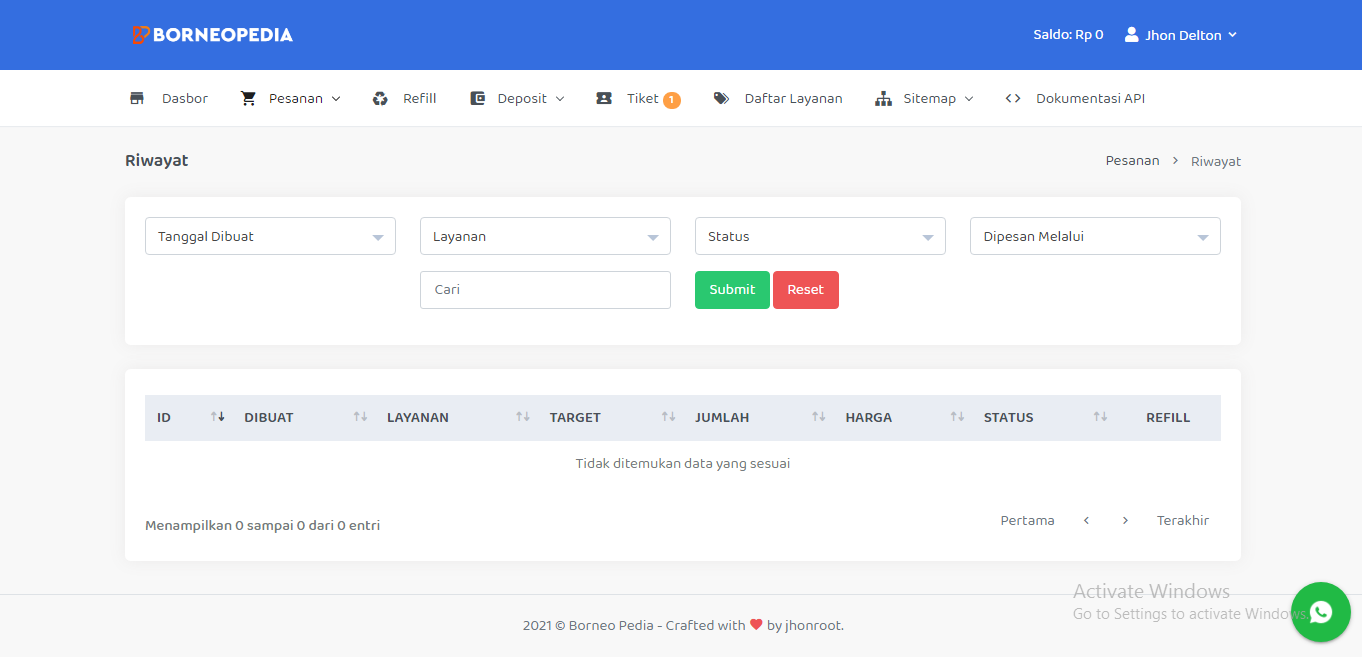 BORNEOPEDIA
Saldo: Rp 0
Jhon Delton
Dasbor
Pesanan
Refill
Deposit
Tiket 1
Daftar Layanan
Sitemap
Dokumentasi API
Riwayat
Pesanan > Riwayat
Tanggal Dibuat
Layanan
Status
Dipesan Melalui
Cari
Submit
Reset
ID
DIBUAT
LAYANAN
TARGET
JUMLAH
HARGA
STATUS
REFILL
Tidak ditemukan data yang sesuai
Menampilkan 0 sampai 0 dari 0 entri
Pertama
Terakhir
Activate Windows
Go to Settings to activate Windows.
2021 © Borneo Pedia - Crafted with ❤ by jhonroot.